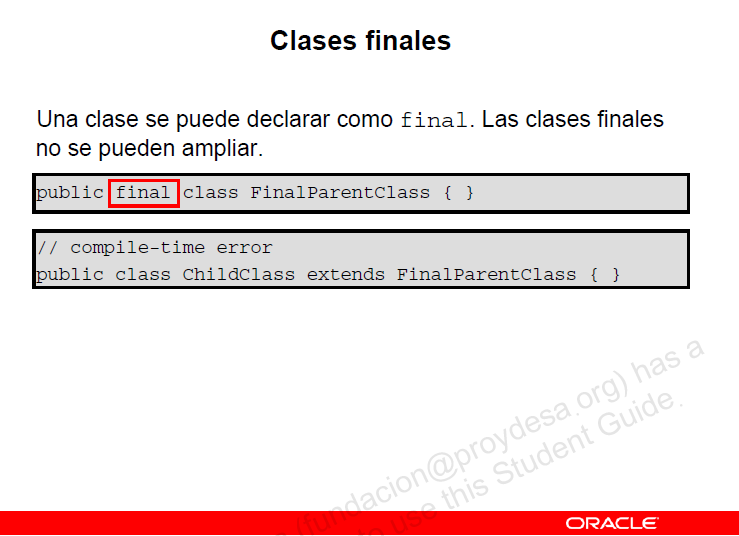 Clases finales
Una clase se puede declarar como final. Las clases finales
no se pueden ampliar.
public final class FinalParentClass { }
// compile-time error
public class ChildClass extends FinalParentClass { }
(fundacion@proydesa.org) has a
use this Student Guide.
ORACLE